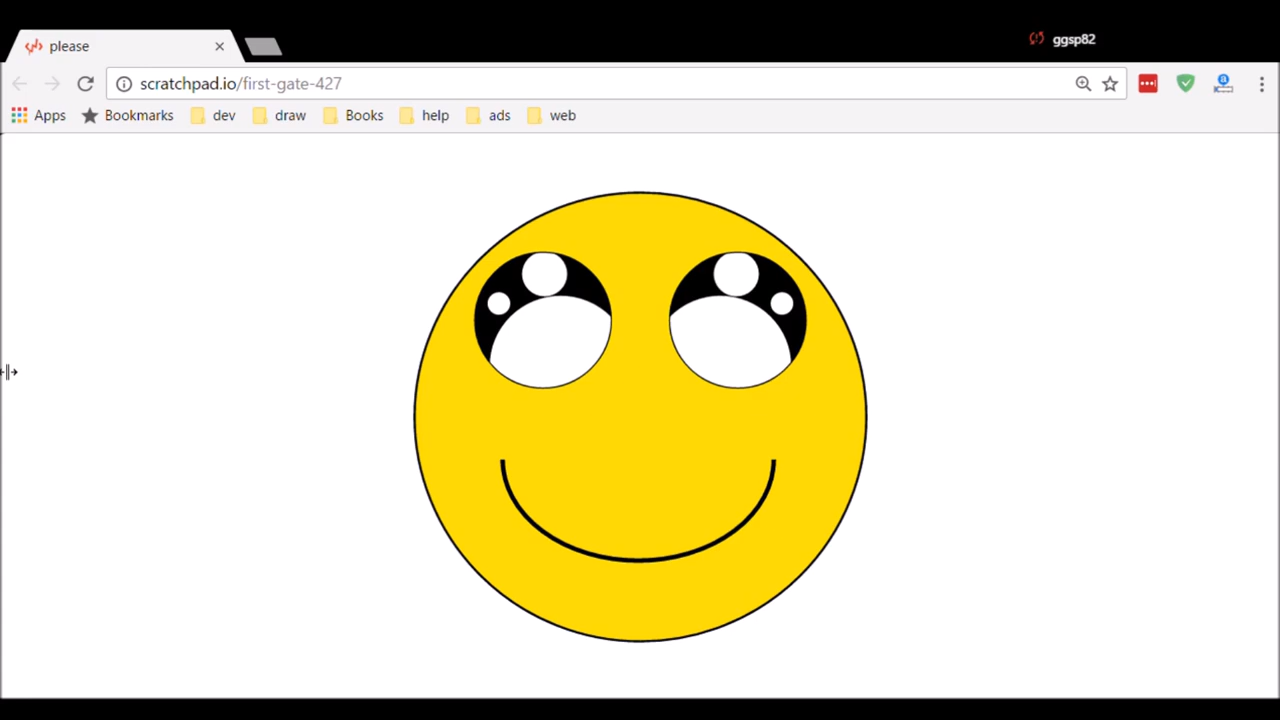 please
ggsp82
scratchpad.io/first-gate-427
Apps Bookmarks dev draw Books help ads web